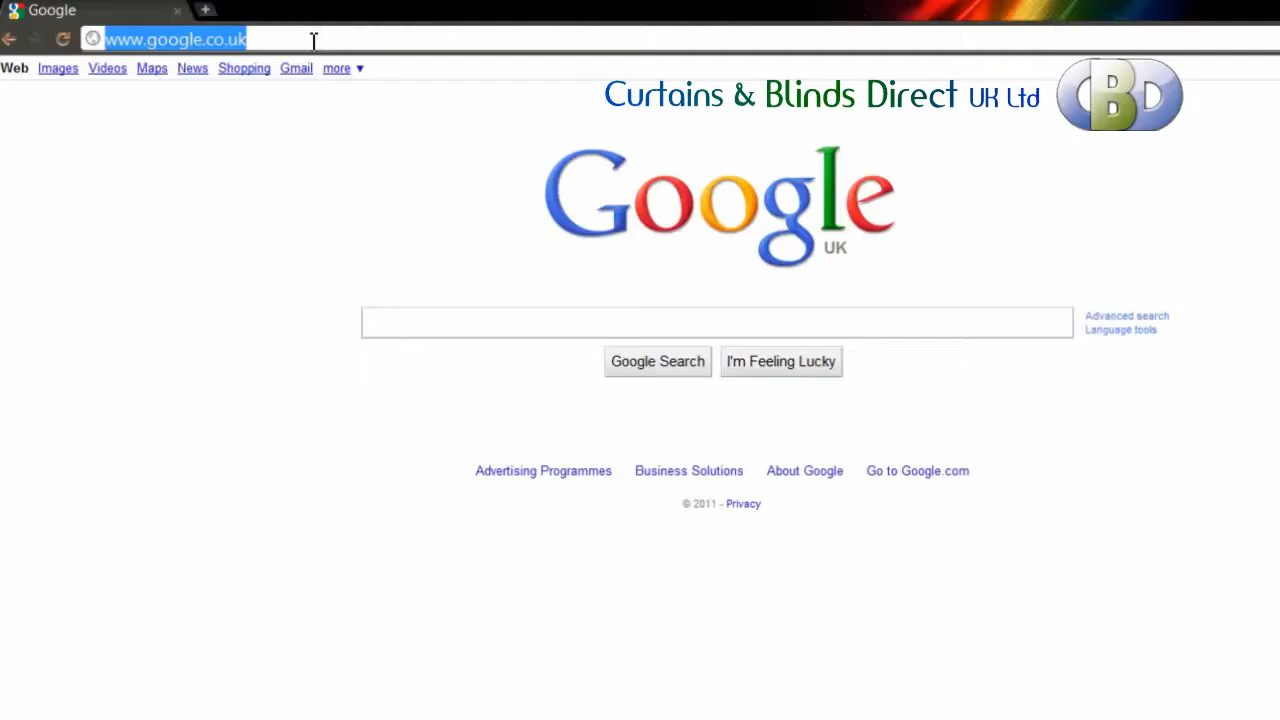 Google
www.google.co.uk
Web Images Videos Maps News Shopping Gmail more ▼
Curtains & Blinds Direct UK Ltd CBD
Google
UK
Advanced search
Language tools
Google Search I'm Feeling Lucky
Advertising Programmes Business Solutions About Google Go to Google.com
© 2011 - Privacy